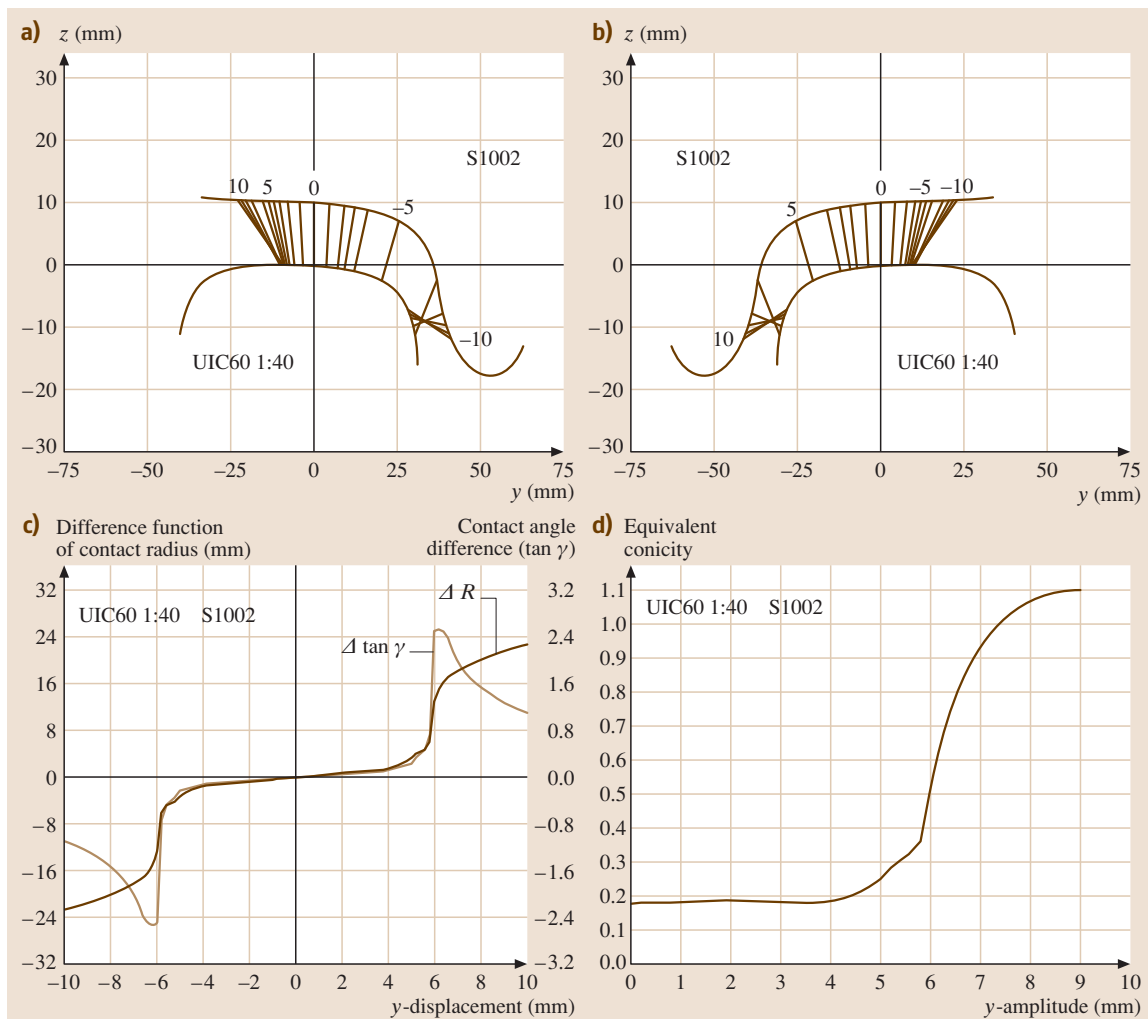 a) z (mm)
30
20
10
0
−10
−20
−30
−75 −50 −25 0 25 50 75
y (mm)
S1002
10 5 0 −5
−10
UIC60 1:40
b) z (mm)
30
20
10
0
−10
−20
−30
−75 −50 −25 0 25 50 75
y (mm)
S1002
5 0 −5 −10
10
UIC60 1:40
c) Difference function
of contact radius (mm)
Contact angle
difference (tan γ)
32
24
16
8
0
−8
−16
−24
−32
3.2
2.4
1.6
0.8
0.0
−0.8
−1.6
−2.4
−3.2
UIC60 1:40 S1002
Δ R
Δ tan γ
−10 −8 −6 −4 −2 0 2 4 6 8 10
y-displacement (mm)
d) Equivalent
conicity
1.1
1.0
0.9
0.8
0.7
0.6
0.5
0.4
0.3
0.2
0.1
0.0
UIC60 1:40 S1002
0 1 2 3 4 5 6 7 8 9 10
y-amplitude (mm)